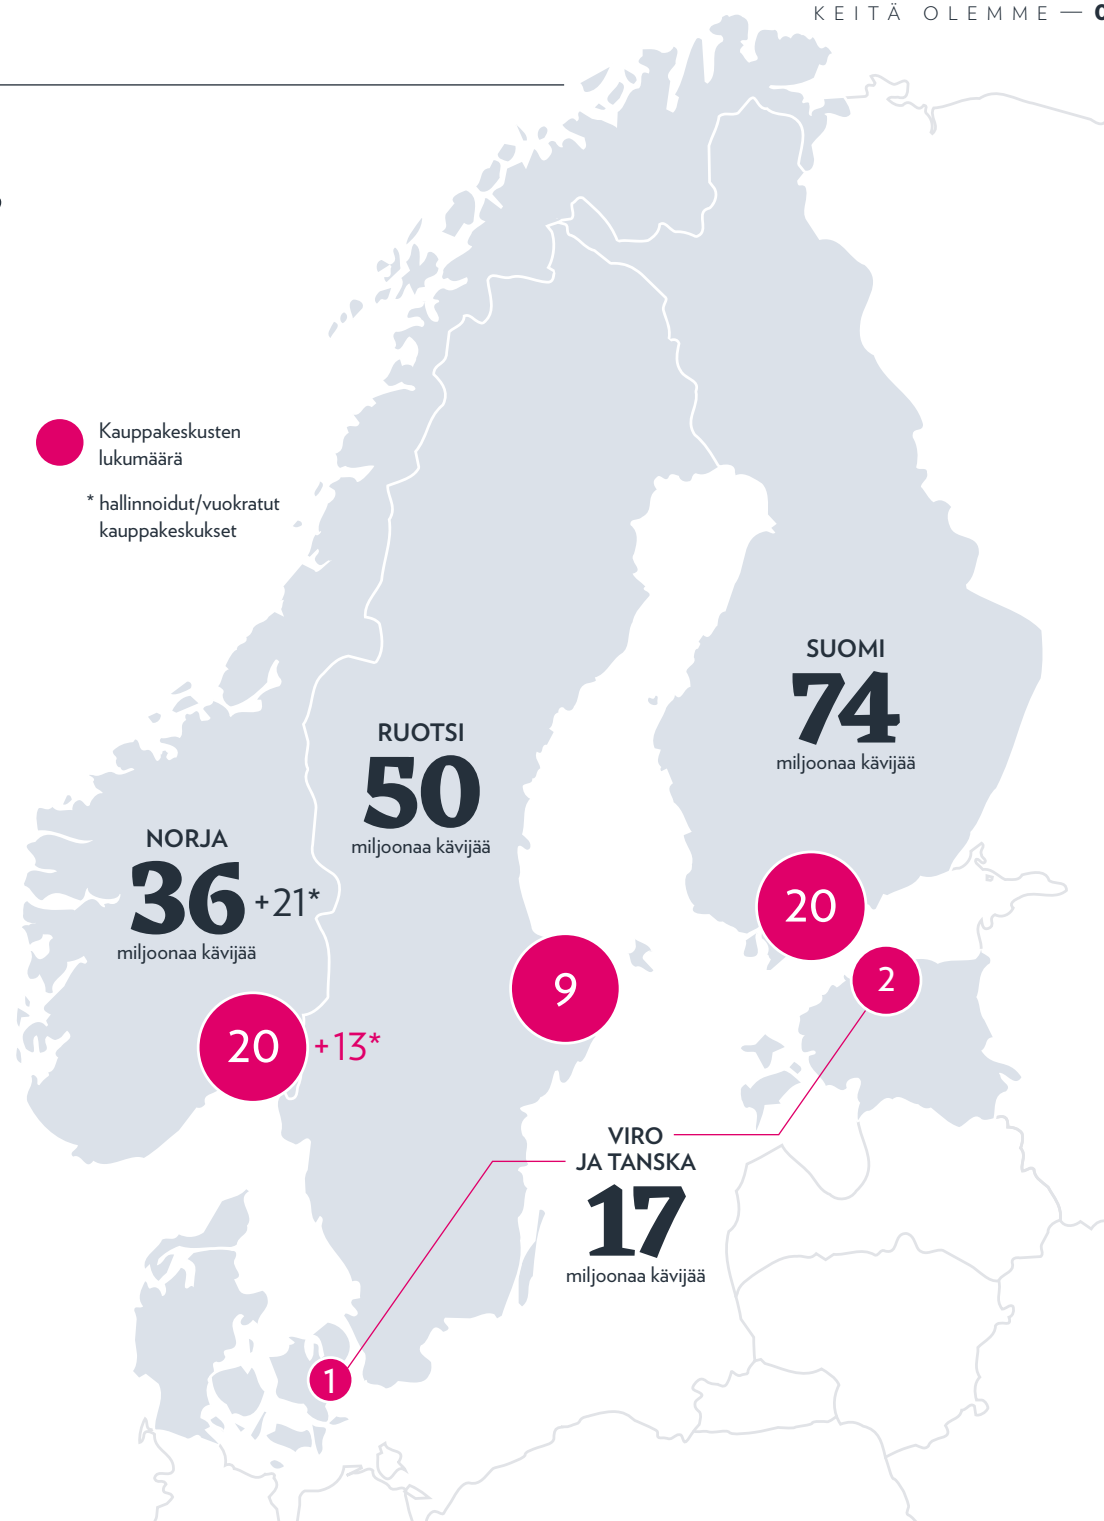 KEITÄ OLEMME —
Kauppakeskusten
lukumäärä
* hallinnoidut/vuokratut
kauppakeskukset
SUOMI
74
miljoonaa kävijää
RUOTSI
50
miljoonaa kävijää
NORJA
36 +21*
miljoonaa kävijää
20
2
9
20 +13*
VIRO
JA TANSKA
17
miljoonaa kävijää
1